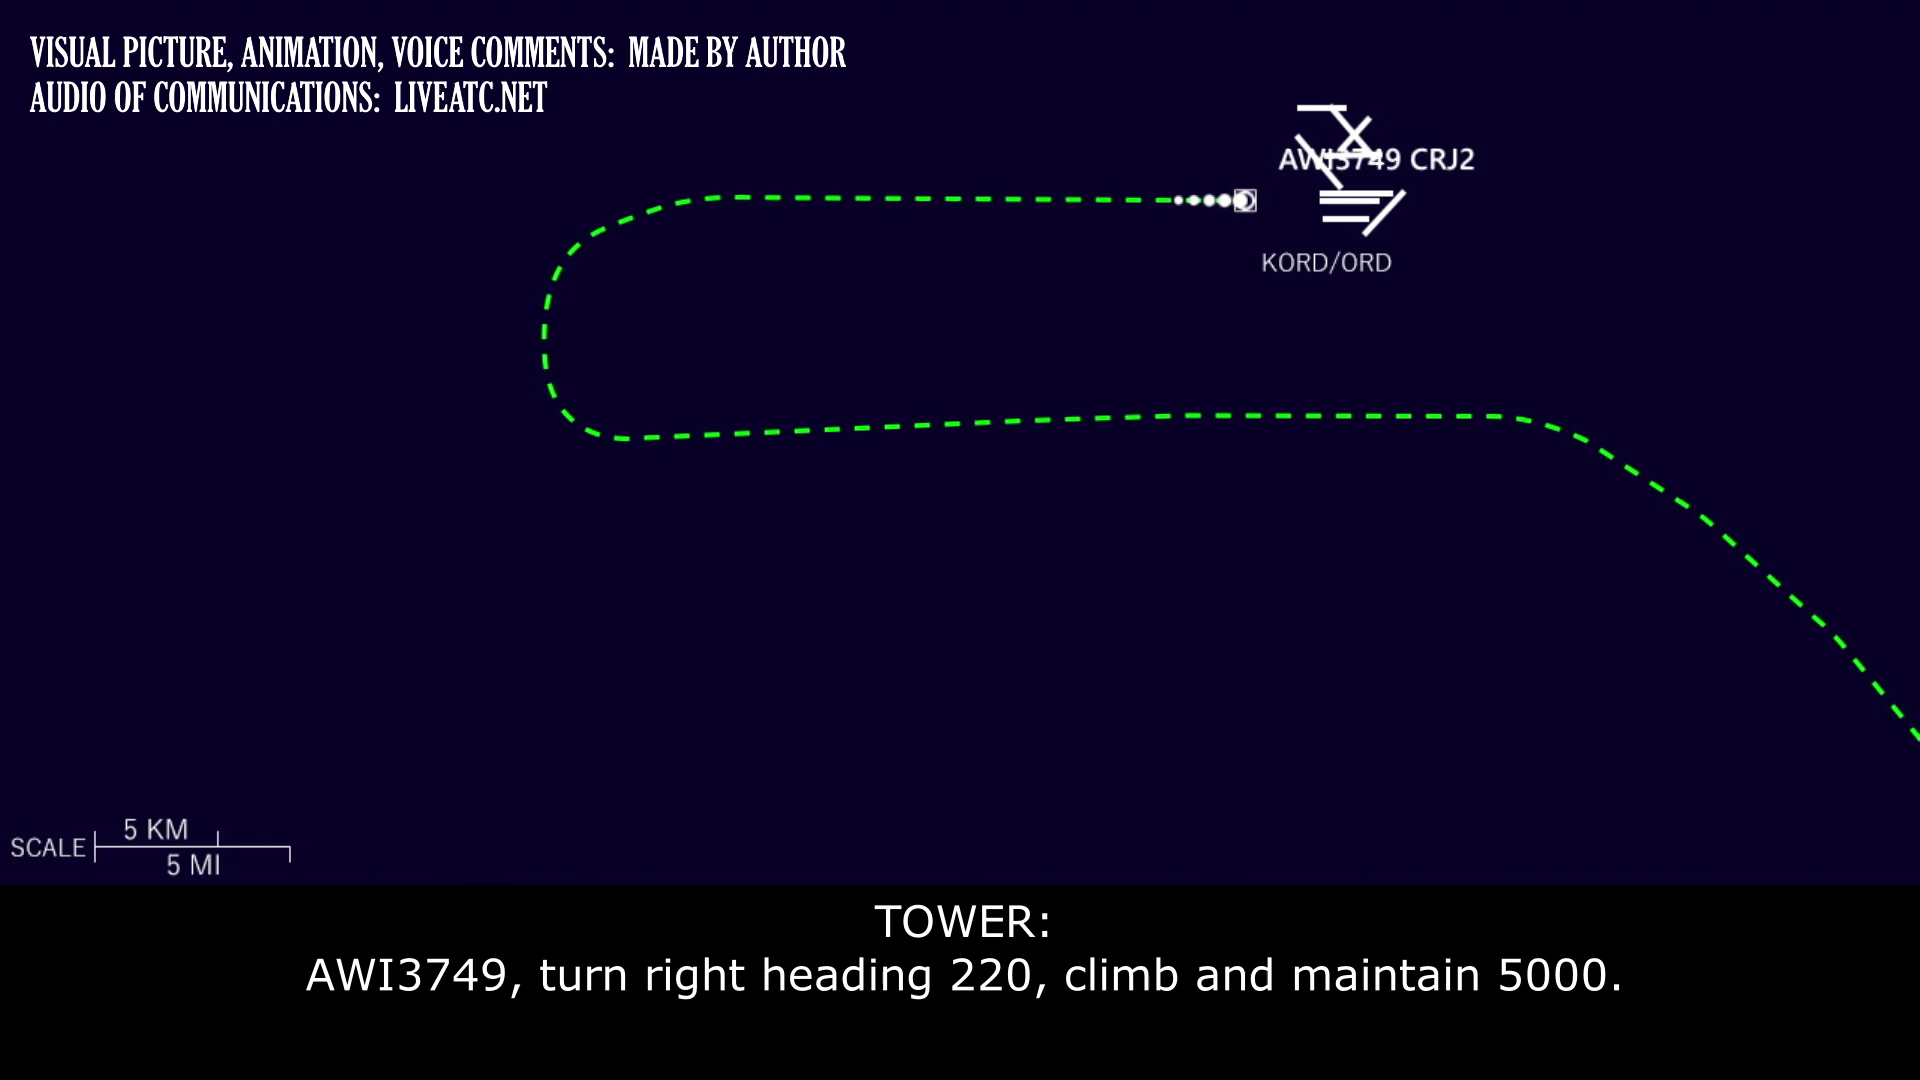 VISUAL PICTURE, ANIMATION, VOICE COMMENTS: MADE BY AUTHOR
AUDIO OF COMMUNICATIONS: LIVEATC.NET
AWI3749 CRJ2
KORD/ORD
5 KM
SCALE
5 MI
TOWER:
AWI3749, turn right heading 220, climb and maintain 5000.